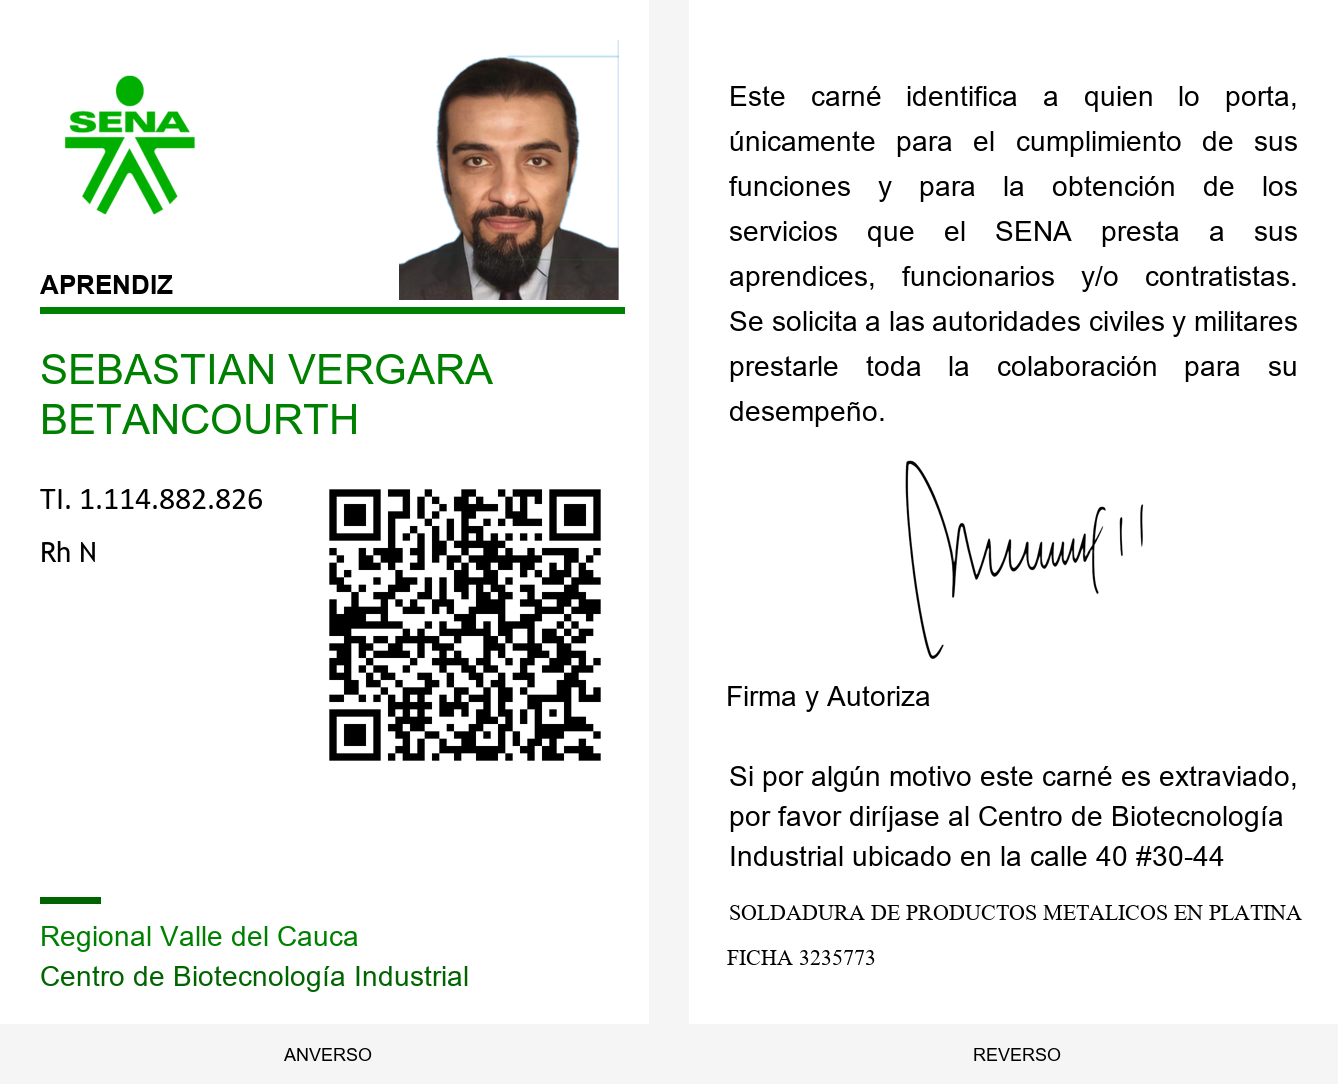 SENA
APRENDIZ
SEBASTIAN VERGARA
BETANCOURTH
TI. 1.114.882.826
Rh N
Regional Valle del Cauca
Centro de Biotecnología Industrial
ANVERSO
Este carné identifica a quien lo porta,
únicamente para el cumplimiento de sus
funciones y para la obtención de los
servicios que el SENA presta a sus
aprendices, funcionarios y/o contratistas.
Se solicita a las autoridades civiles y militares
prestarle toda la colaboración para su
desempeño.
Firma y Autoriza
Si por algún motivo este carné es extraviado,
por favor diríjase al Centro de Biotecnología
Industrial ubicado en la calle 40 #30-44
SOLDADURA DE PRODUCTOS METALICOS EN PLATINA
FICHA 3235773
REVERSO